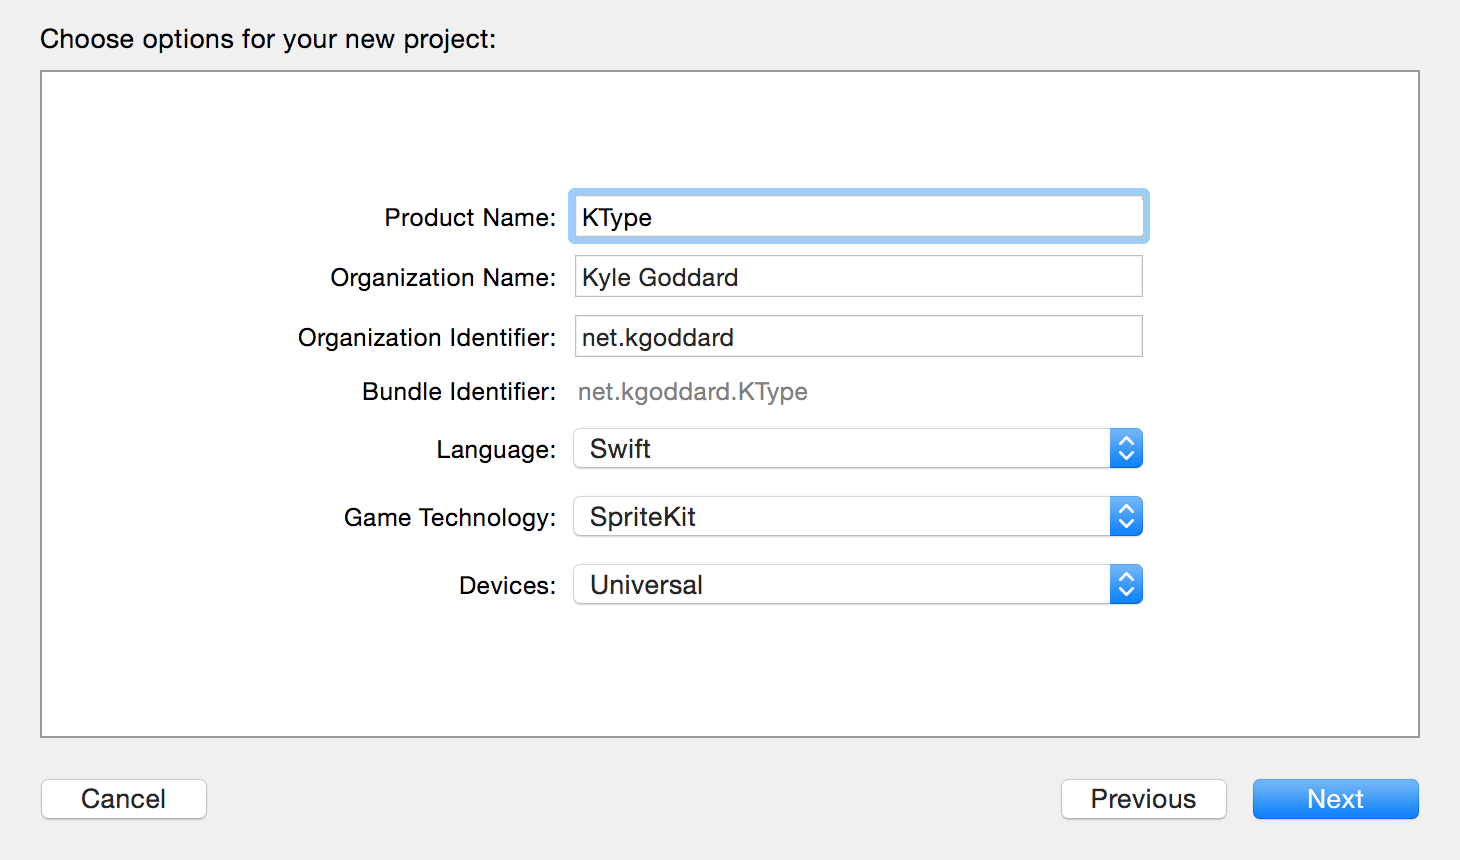 Choose options for your new project:
Product Name: KType
Organization Name: Kyle Goddard
Organization Identifier: net.kgoddard
Bundle Identifier: net.kgoddard.KType
Language: Swift
Game Technology: SpriteKit
Devices: Universal
Cancel Previous Next